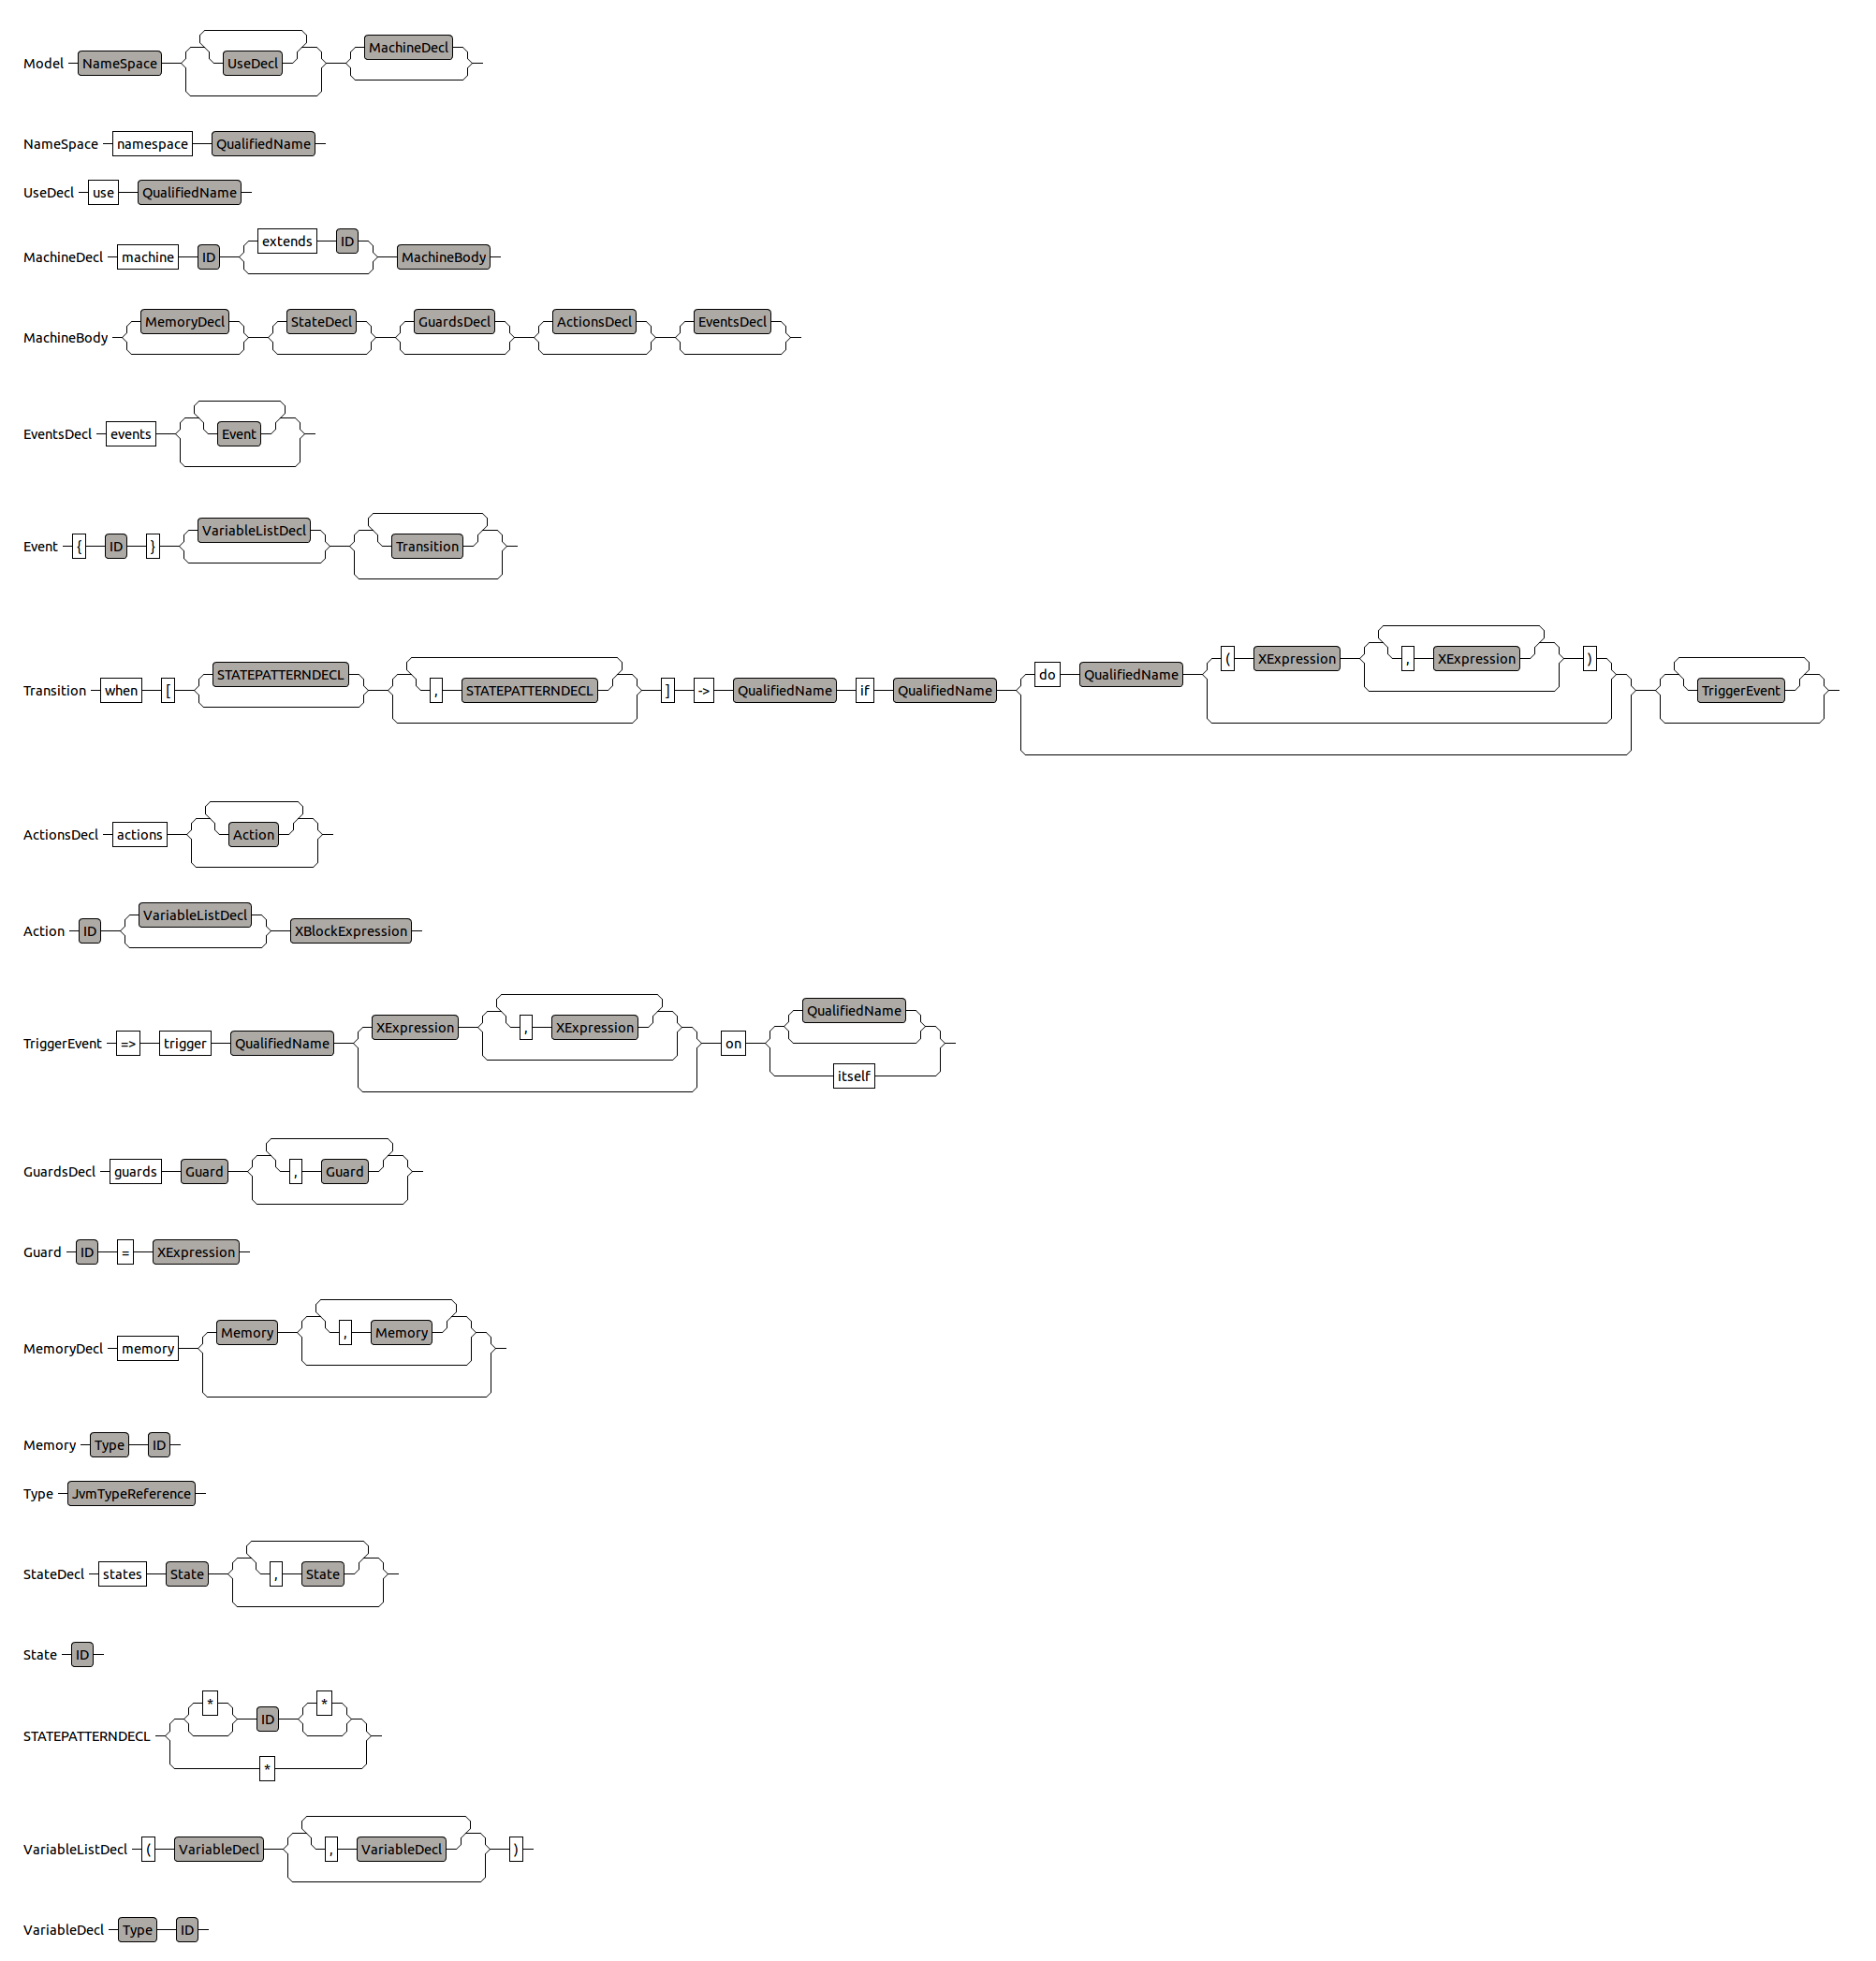 Model NameSpace UseDecl MachineDecl
NameSpace namespace QualifiedName
UseDecl use QualifiedName
MachineDecl machine ID extends ID MachineBody
MachineBody MemoryDecl StateDecl GuardsDecl ActionsDecl EventsDecl
EventsDecl events Event
Event { ID } VariableListDecl Transition
Transition when [ STATEPATTERNDECL , STATEPATTERNDECL ] -> QualifiedName if QualifiedName do QualifiedName ( XExpression , XExpression ) TriggerEvent
ActionsDecl actions Action
Action ID VariableListDecl XBlockExpression
TriggerEvent => trigger QualifiedName XExpression , XExpression on QualifiedName
itself
GuardsDecl guards Guard , Guard
Guard ID = XExpression
MemoryDecl memory Memory , Memory
Memory Type ID
Type JvmTypeReference
StateDecl states State , State
State ID
STATEPATTERNDECL * ID *
*
VariableListDecl ( VariableDecl , VariableDecl )
VariableDecl Type ID